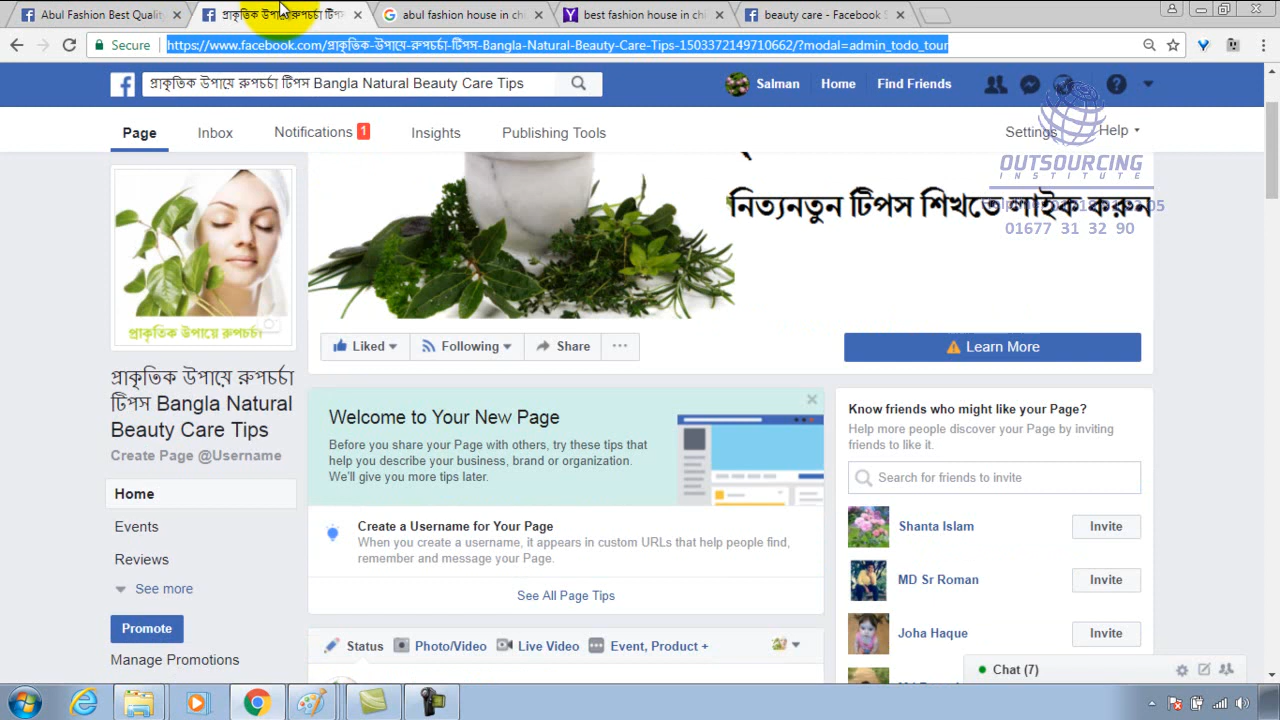 Abul Fashion Best Qualit
প্রাকৃতিক উপায়ে রুপচর্চা টিপস
abul fashion house in ch
best fashion house in ch
beauty care - Facebook S
Secure
https://www.facebook.com/প্রাকৃতিক-উপায়ে-রুপচর্চা-টিপস-Bangla-Natural-Beauty-Care-Tips-1503372149710662/?modal=admin_todo_tour
প্রাকৃতিক উপায়ে রুপচর্চা টিপস Bangla Natural Beauty Care Tips
Salman
Home
Find Friends
Page
Inbox
Notifications 1
Insights
Publishing Tools
Settings
Help
OUTSOURCING
INSTITUTE
নিত্যনতুন টিপস শিখতে লাইক করুন
01677 31 32 90
প্রাকৃতিক উপায়ে রুপচর্চা
Liked
Following
Share
Learn More
প্রাকৃতিক উপায়ে রুপচর্চা
টিপস Bangla Natural
Beauty Care Tips
Create Page @Username
Home
Events
Reviews
See more
Promote
Manage Promotions
Welcome to Your New Page
Before you share your Page with others, try these tips that
help you describe your business, brand or organization.
We'll give you more tips later.
Create a Username for Your Page
When you create a username, it appears in custom URLs that help people find,
remember and message your Page.
See All Page Tips
Status
Photo/Video
Live Video
Event, Product +
Know friends who might like your Page?
Help more people discover your Page by inviting
friends to like it.
Search for friends to invite
Shanta Islam
Invite
MD Sr Roman
Invite
Joha Haque
Invite
Chat (7)